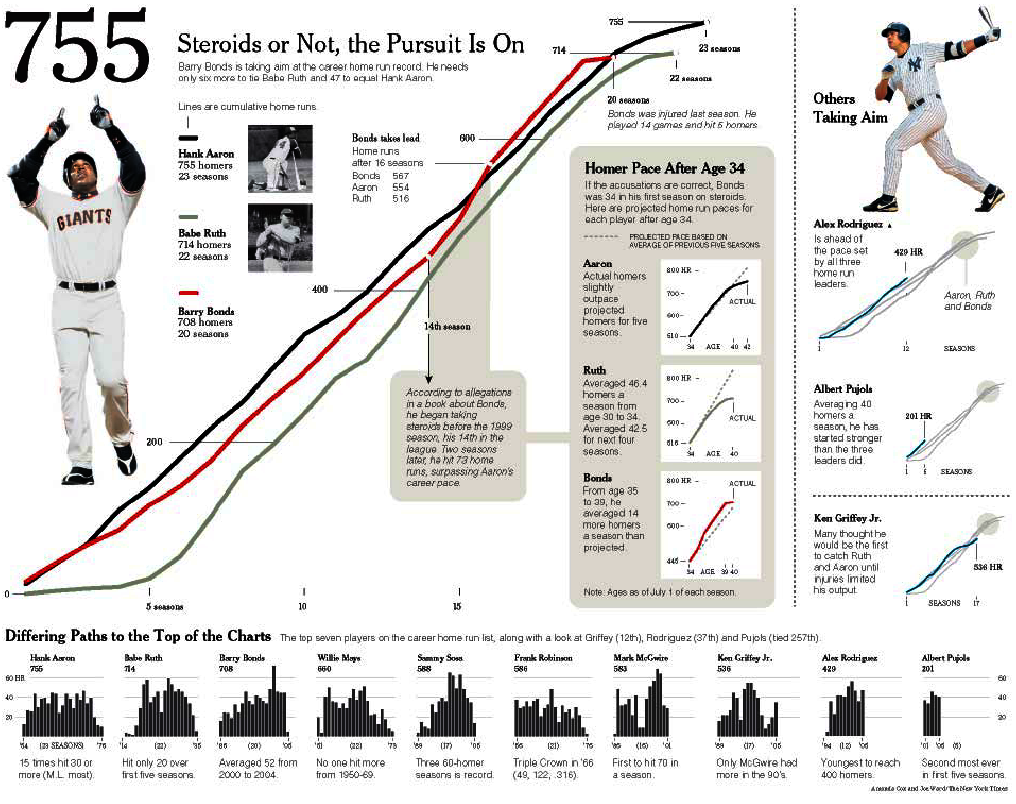 755
Steroids or Not, the Pursuit Is On
Barry Bonds is taking aim at the career home run record. He needs
only six more to tie Babe Ruth and 47 to equal Hank Aaron.
Lines are cumulative home runs.
Hank Aaron
755 homers
23 seasons
Babe Ruth
714 homers
22 seasons
Barry Bonds
708 homers
20 seasons
GIANTS
Bonds takes lead
Home runs
after 16 seasons
Bonds 567
Aaron 554
Ruth 516
755
714
600
400
200
0
5 seasons
10
15
23 seasons
22 seasons
20 seasons
Bonds was injured last season. He
played 14 games and hit 5 homers
14th season
According to allegations
in a book about Bonds,
he began taking
steroids before the 1999
season, his 14th in the
league. Two seasons
later, he hit 73 home
runs, surpassing Aaron's
career pace.
Homer Pace After Age 34
If the accusations are correct, Bonds
was 34 in his first season on steroids.
Here are projected home run paces for
each player after age 34.
PROJECTED PACE BASED ON
AVERAGE OF PREVIOUS FIVE SEASONS
Aaron
Actual homers
slightly
outpace
projected
homers for five
seasons.
800 HR
700
600
510
ACTUAL
34 AGE 40 42
Ruth
Averaged 46.4
homers a
season from
age 30 to 34.
Averaged 42.5
for next four
seasons.
800 HR
700
600
516
ACTUAL
34 AGE 40
Bonds
From age 35
to 39, he
averaged 14
more homers
a season than
projected.
800 HR
700
600
445
ACTUAL
34 AGE 39 40
Note: Ages as of July 1 of each season.
Others
Taking Aim
Alex Rodriguez ▲
Is ahead of
the pace set
by all three
home run
leaders.
429 HR
Aaron, Ruth
and Bonds
1 12 SEASONS
Albert Pujols
Averaging 40
homers a
season, he has
started stronger
than the three
leaders did.
201 HR
1 5 SEASONS
Ken Griffey Jr.
Many thought he
would be the first
to catch Ruth
and Aaron until
injuries limited
his output.
536 HR
1 SEASONS 17
Differing Paths to the Top of the Charts The top seven players on the career home run list, along with a look at Griffey (12th), Rodriguez (37th) and Pujols (tied 257th).
Hank Aaron
755
60 HR
40
20
'54 (23 SEASONS) '76
15 times hit 30 or
more (M.L. most).
Babe Ruth
714
'14 (22) '35
Hit only 20 over
first five seasons.
Barry Bonds
708
'86 (20) '05
Averaged 52 from
2000 to 2004.
Willie Mays
660
'51 (22) '73
No one hit more
from 1950-69.
Sammy Sosa
588
'89 (17) '05
Three 60-homer
seasons is record.
Frank Robinson
586
'56 (21) '76
Triple Crown in '66
(49, 122, .316).
Mark McGwire
583
'86 (16) '01
First to hit 70 in
a season.
Ken Griffey Jr.
536
'89 (17) '05
Only McGwire had
more in the 90's.
Alex Rodriguez
429
'94 (12) '05
Youngest to reach
400 homers.
Albert Pujols
201
60
40
20
'01 '05 (5)
Second most ever
in first five seasons.
Amanda Cox and Joe Ward/The New York Times